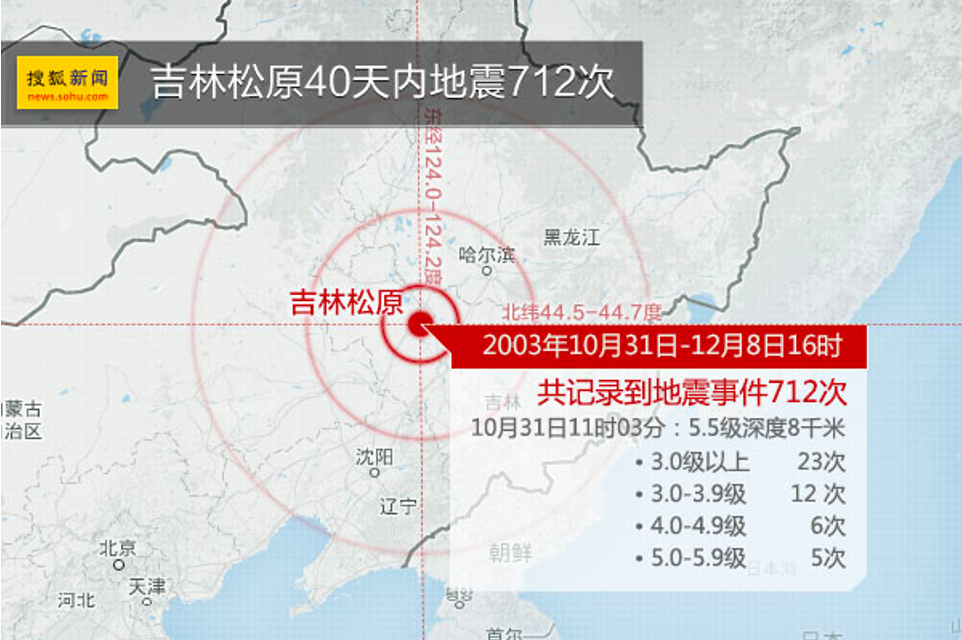 搜狐新闻
news.sohu.com
吉林松原40天内地震712次
东经124.0-124.2度
黑龙江
哈尔滨
吉林松原
北纬44.5-44.7度
2003年10月31日-12月8日16时
共记录到地震事件712次
吉林
10月31日11时03分：5.5级深度8千米
蒙古
治区
沈阳
• 3.0级以上 23次
• 3.0-3.9级 12 次
辽宁
• 4.0-4.9级 6次
北京
朝鲜
• 5.0-5.9级 5次
日本海
天津
河北
平壤
首尔
日本